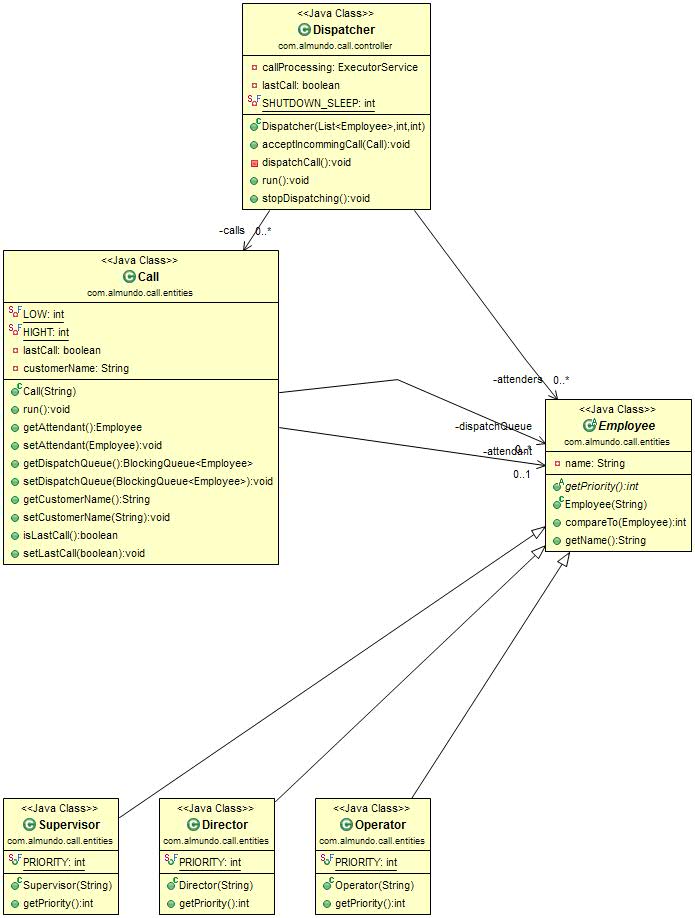 <<Java Class>>
Dispatcher
com.almundo.call.controller
callProcessing: ExecutorService
lastCall: boolean
SHUTDOWN_SLEEP: int
Dispatcher(List<Employee>,int,int)
acceptIncommingCall(Call):void
dispatchCall():void
run():void
stopDispatching():void
-calls 0..*
<<Java Class>>
Call
com.almundo.call.entities
LOW: int
HIGHT: int
lastCall: boolean
customerName: String
Call(String)
run():void
getAttendant():Employee
setAttendant(Employee):void
getDispatchQueue():BlockingQueue<Employee>
setDispatchQueue(BlockingQueue<Employee>):void
getCustomerName():String
setCustomerName(String):void
isLastCall():boolean
setLastCall(boolean):void
-attenders 0..*
-dispatchQueue
0..*
-attendant
0..1
<<Java Class>>
Employee
com.almundo.call.entities
name: String
getPriority():int
Employee(String)
compareTo(Employee):int
getName():String
<<Java Class>>
Supervisor
com.almundo.call.entities
PRIORITY: int
Supervisor(String)
getPriority():int
<<Java Class>>
Director
com.almundo.call.entities
PRIORITY: int
Director(String)
getPriority():int
<<Java Class>>
Operator
com.almundo.call.entities
PRIORITY: int
Operator(String)
getPriority():int